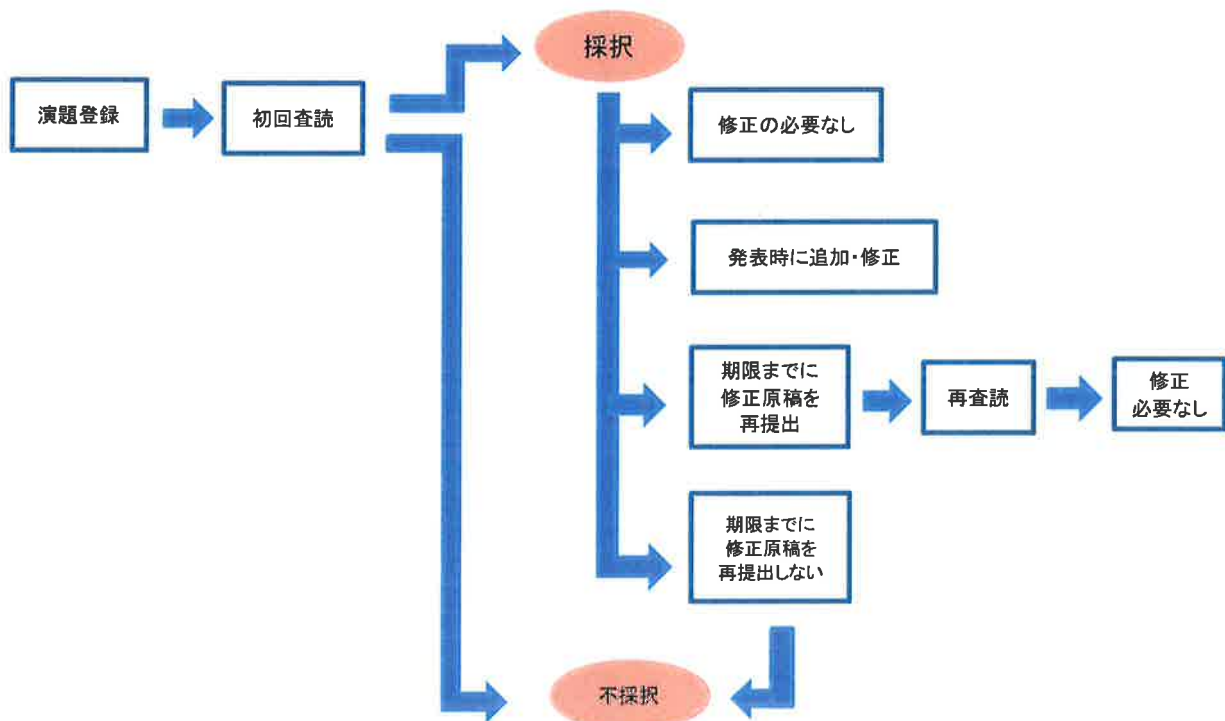 採択
演題登録
初回査読
修正の必要なし
発表時に追加・修正
期限までに
修正原稿を
再提出
再査読
修正
必要なし
期限までに
修正原稿を
再提出しない
不採択